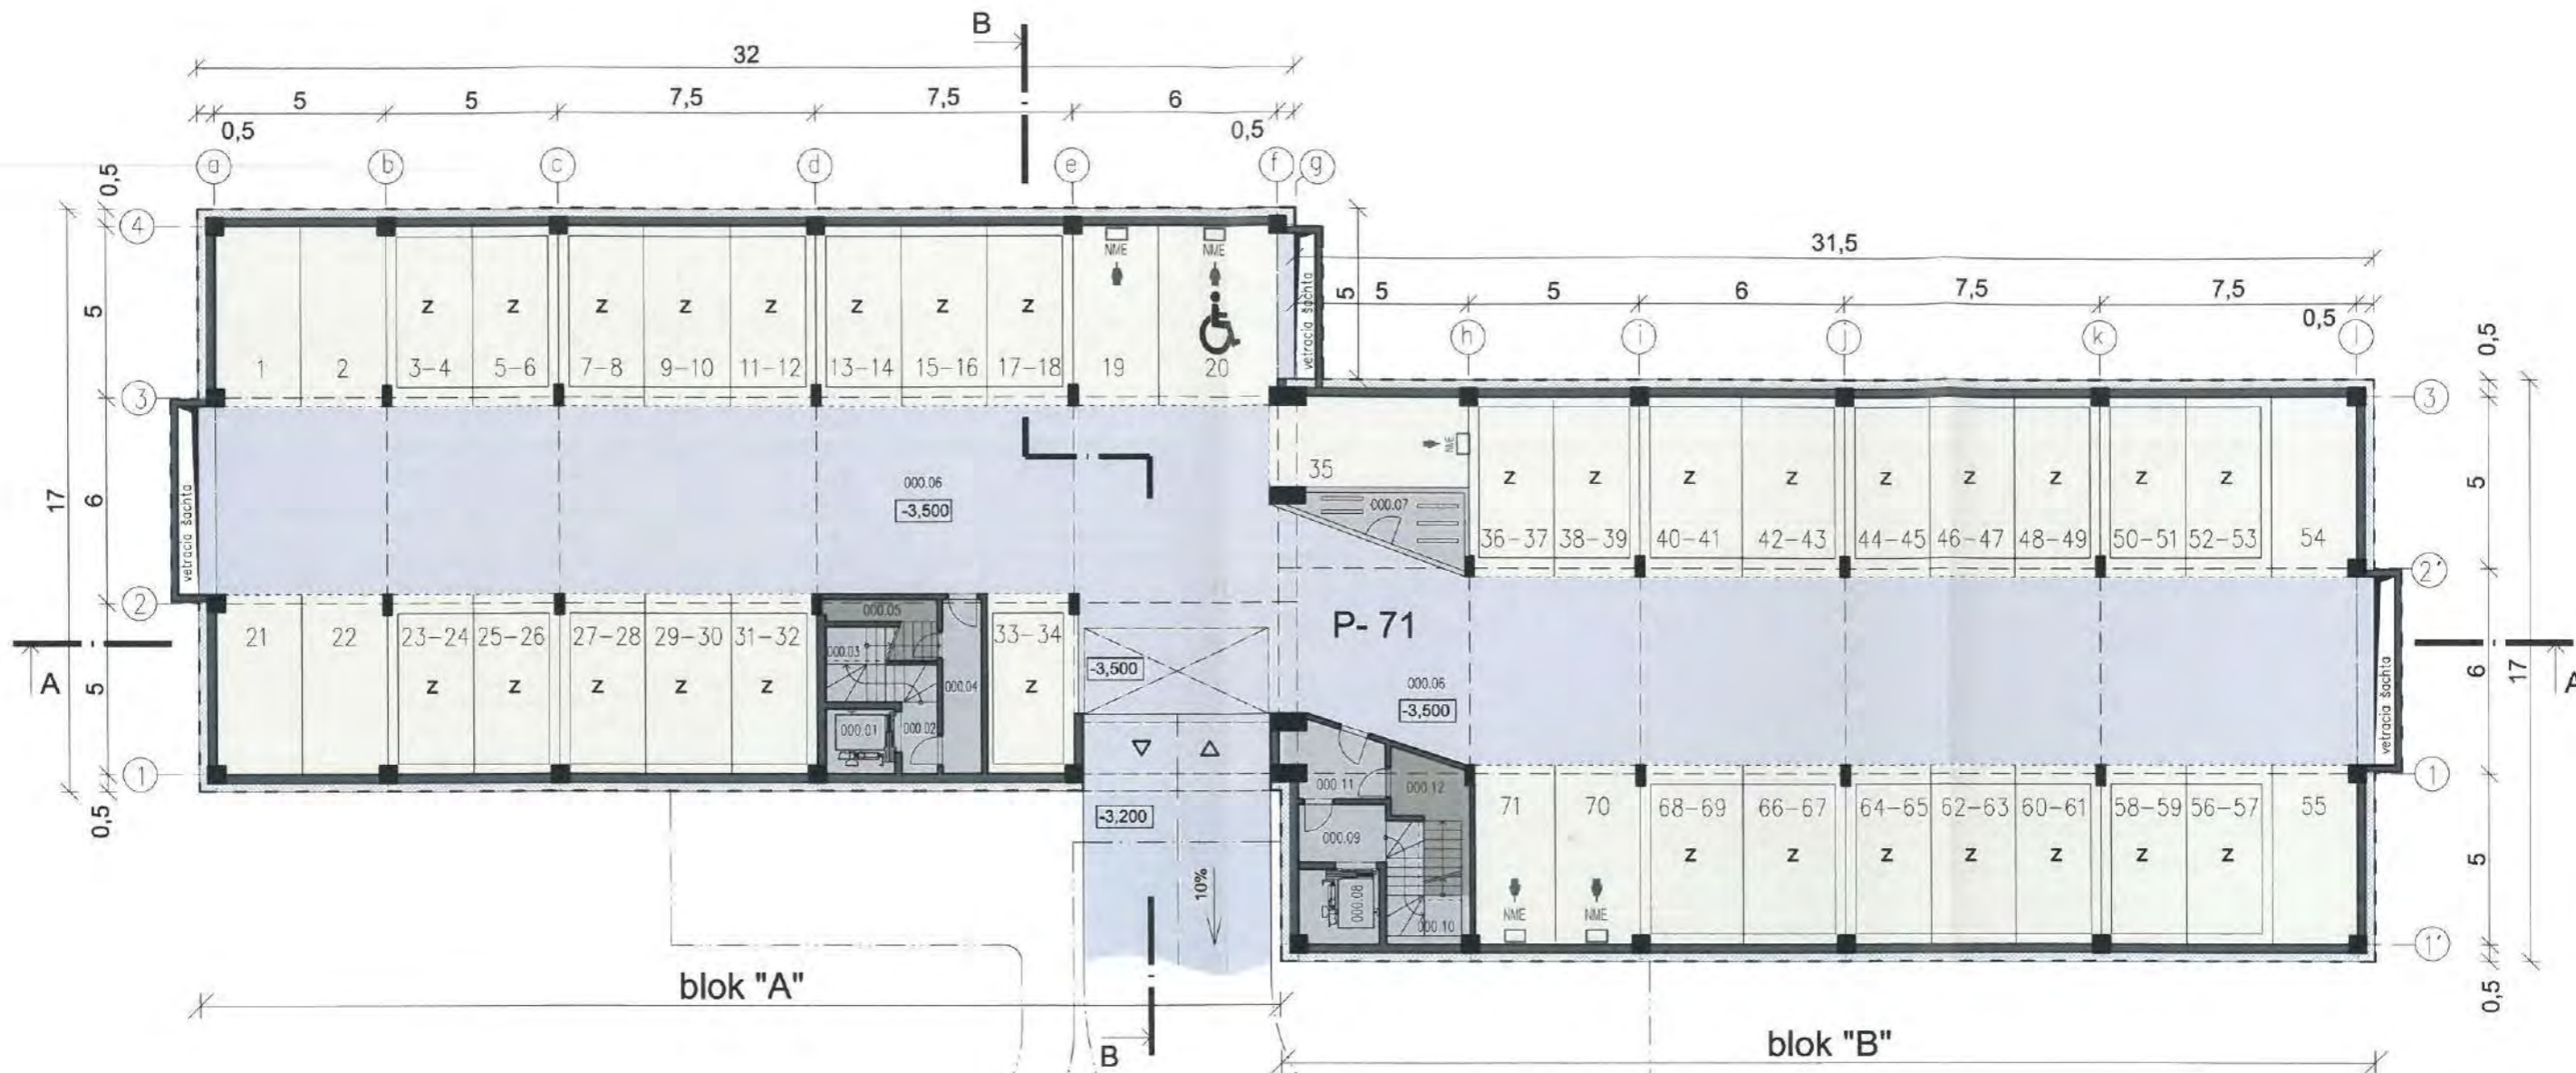 B
32
5 5 7,5 7,5 6
0,5 0,5
a b c d e f g
0,5
4
31,5
5 5 5 6 7,5 7,5
0,5
NME NME
vetracia šachta
h i j k l
0,5
17
5
z z z z z z z z
1 2 3-4 5-6 7-8 9-10 11-12 13-14 15-16 17-18 19 20
3 3
NME
35
z z z z z z z z z
5
000.06
-3,500
6
vetracia šachta
000.07
36-37 38-39 40-41 42-43 44-45 46-47 48-49 50-51 52-53 54
2 2'
000.05
P- 71
21 22 23-24 25-26 27-28 29-30 31-32 33-34
000.03
A A
-3,500
000.06
-3,500
6
17
5
z z z z z z
000.04
vetracia šachta
000.01 000.02
1 1
0,5
000.11 000.12
-3,200
71 70 68-69 66-67 64-65 62-63 60-61 58-59 56-57 55
000.09
z z z z z z z
5
10%
NME NME
000.08
000.10
1'
blok "A"
0,5
B
blok "B"